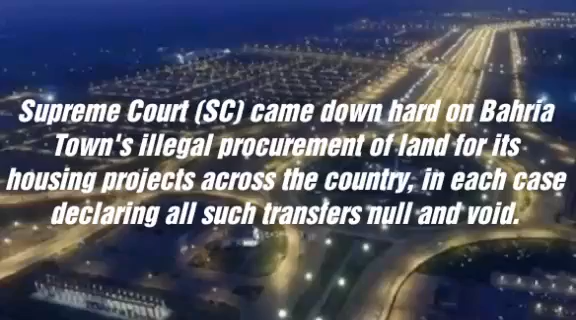 Supreme Court (SC) came down hard on Bahria
Town's illegal procurement of land for its
housing projects across the country, in each case
declaring all such transfers null and void.